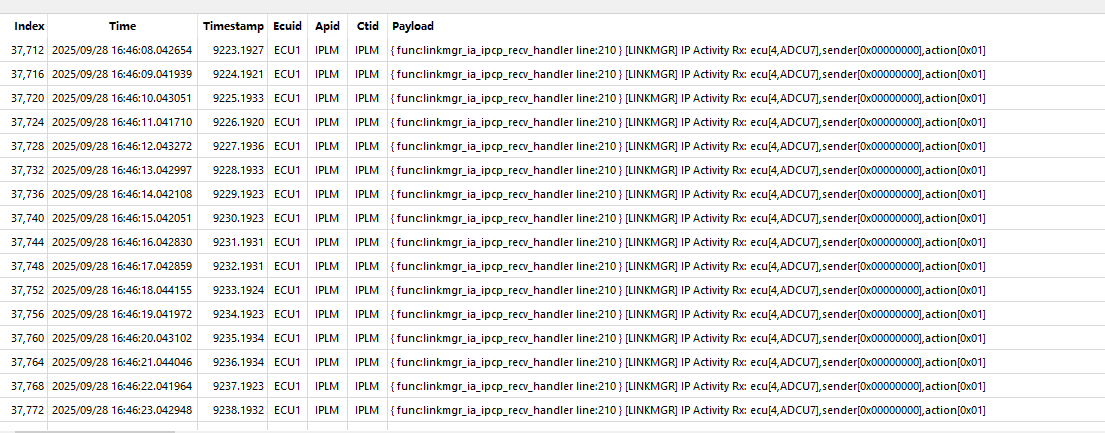 Index Time Timestamp Ecuid Apid Ctid Payload
37,712 2025/09/28 16:46:08.042654 9223.1927 ECU1 IPLM IPLM { func:linkmgr_ia_ipcp_recv_handler line:210 } [LINKMGR] IP Activity Rx: ecu[4,ADCU7],sender[0x00000000],action[0x01]
37,716 2025/09/28 16:46:09.041939 9224.1921 ECU1 IPLM IPLM { func:linkmgr_ia_ipcp_recv_handler line:210 } [LINKMGR] IP Activity Rx: ecu[4,ADCU7],sender[0x00000000],action[0x01]
37,720 2025/09/28 16:46:10.043051 9225.1933 ECU1 IPLM IPLM { func:linkmgr_ia_ipcp_recv_handler line:210 } [LINKMGR] IP Activity Rx: ecu[4,ADCU7],sender[0x00000000],action[0x01]
37,724 2025/09/28 16:46:11.041710 9226.1920 ECU1 IPLM IPLM { func:linkmgr_ia_ipcp_recv_handler line:210 } [LINKMGR] IP Activity Rx: ecu[4,ADCU7],sender[0x00000000],action[0x01]
37,728 2025/09/28 16:46:12.043272 9227.1936 ECU1 IPLM IPLM { func:linkmgr_ia_ipcp_recv_handler line:210 } [LINKMGR] IP Activity Rx: ecu[4,ADCU7],sender[0x00000000],action[0x01]
37,732 2025/09/28 16:46:13.042997 9228.1933 ECU1 IPLM IPLM { func:linkmgr_ia_ipcp_recv_handler line:210 } [LINKMGR] IP Activity Rx: ecu[4,ADCU7],sender[0x00000000],action[0x01]
37,736 2025/09/28 16:46:14.042108 9229.1923 ECU1 IPLM IPLM { func:linkmgr_ia_ipcp_recv_handler line:210 } [LINKMGR] IP Activity Rx: ecu[4,ADCU7],sender[0x00000000],action[0x01]
37,740 2025/09/28 16:46:15.042051 9230.1923 ECU1 IPLM IPLM { func:linkmgr_ia_ipcp_recv_handler line:210 } [LINKMGR] IP Activity Rx: ecu[4,ADCU7],sender[0x00000000],action[0x01]
37,744 2025/09/28 16:46:16.042830 9231.1931 ECU1 IPLM IPLM { func:linkmgr_ia_ipcp_recv_handler line:210 } [LINKMGR] IP Activity Rx: ecu[4,ADCU7],sender[0x00000000],action[0x01]
37,748 2025/09/28 16:46:17.042859 9232.1931 ECU1 IPLM IPLM { func:linkmgr_ia_ipcp_recv_handler line:210 } [LINKMGR] IP Activity Rx: ecu[4,ADCU7],sender[0x00000000],action[0x01]
37,752 2025/09/28 16:46:18.044155 9233.1924 ECU1 IPLM IPLM { func:linkmgr_ia_ipcp_recv_handler line:210 } [LINKMGR] IP Activity Rx: ecu[4,ADCU7],sender[0x00000000],action[0x01]
37,756 2025/09/28 16:46:19.041972 9234.1923 ECU1 IPLM IPLM { func:linkmgr_ia_ipcp_recv_handler line:210 } [LINKMGR] IP Activity Rx: ecu[4,ADCU7],sender[0x00000000],action[0x01]
37,760 2025/09/28 16:46:20.043102 9235.1934 ECU1 IPLM IPLM { func:linkmgr_ia_ipcp_recv_handler line:210 } [LINKMGR] IP Activity Rx: ecu[4,ADCU7],sender[0x00000000],action[0x01]
37,764 2025/09/28 16:46:21.044046 9236.1934 ECU1 IPLM IPLM { func:linkmgr_ia_ipcp_recv_handler line:210 } [LINKMGR] IP Activity Rx: ecu[4,ADCU7],sender[0x00000000],action[0x01]
37,768 2025/09/28 16:46:22.041964 9237.1923 ECU1 IPLM IPLM { func:linkmgr_ia_ipcp_recv_handler line:210 } [LINKMGR] IP Activity Rx: ecu[4,ADCU7],sender[0x00000000],action[0x01]
37,772 2025/09/28 16:46:23.042948 9238.1932 ECU1 IPLM IPLM { func:linkmgr_ia_ipcp_recv_handler line:210 } [LINKMGR] IP Activity Rx: ecu[4,ADCU7],sender[0x00000000],action[0x01]